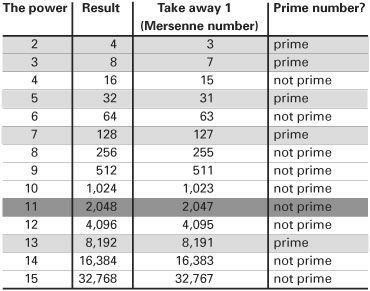 The power Result Take away 1 Prime number?
(Mersenne number)
2 4 3 prime
3 8 7 prime
4 16 15 not prime
5 32 31 prime
6 64 63 not prime
7 128 127 prime
8 256 255 not prime
9 512 511 not prime
10 1,024 1,023 not prime
11 2,048 2,047 not prime
12 4,096 4,095 not prime
13 8,192 8,191 prime
14 16,384 16,383 not prime
15 32,768 32,767 not prime